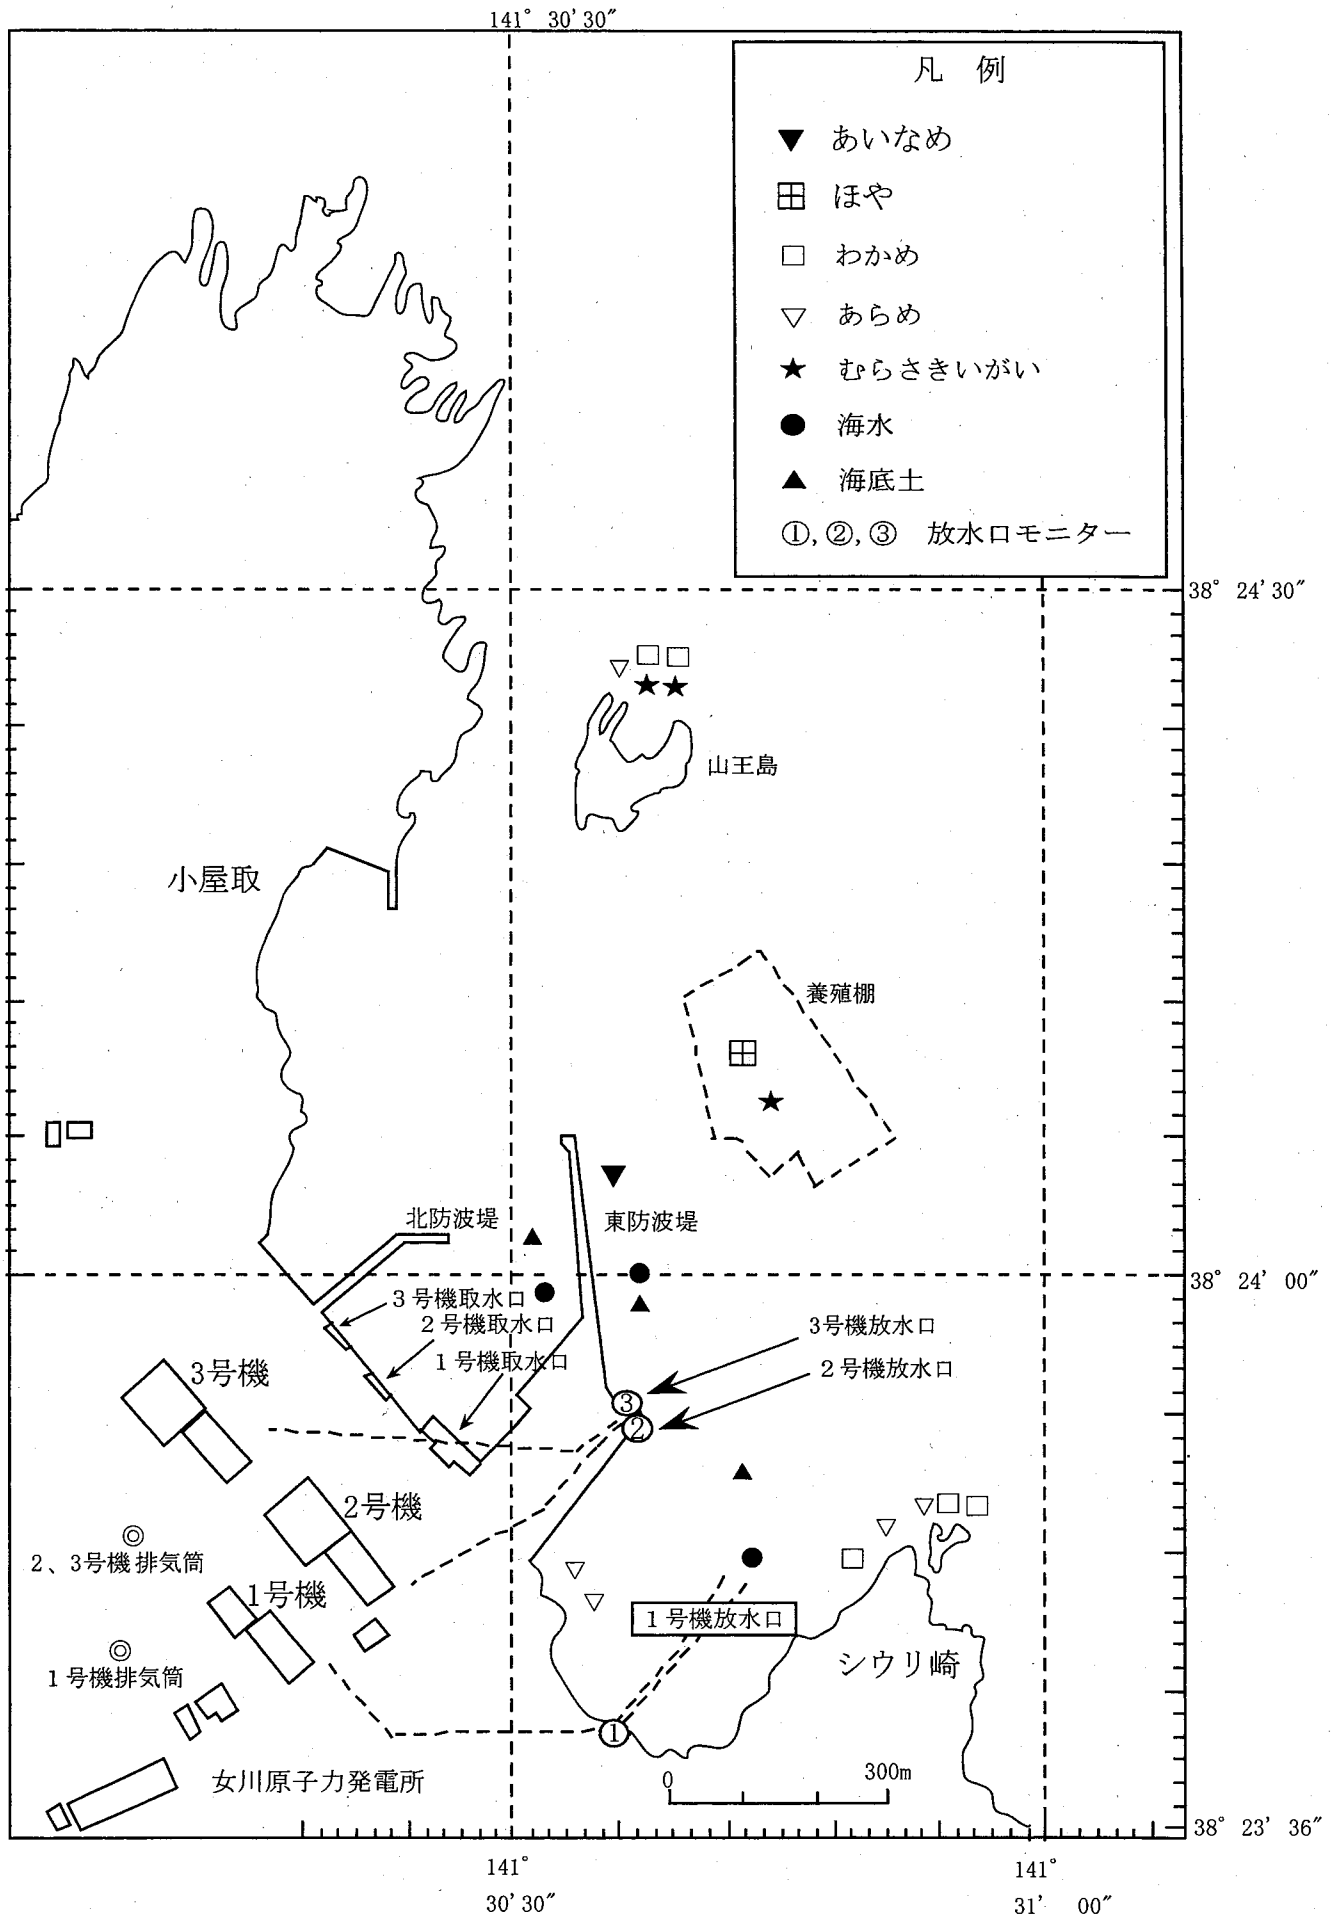 141° 30′30″
凡 例
▼ あいなめ
⊞ ほや
□ わかめ
▽ あらめ
★ むらさきいがい
● 海水
▲ 海底土
①,②,③ 放水口モニター
38° 24′30″
山王島
小屋取
養殖棚
北防波堤
東防波堤
38° 24′ 00″
3号機取水口
2号機取水口
1号機取水口
3号機放水口
2号機放水口
3号機
③
②
2号機
2、3号機排気筒
1号機
1号機放水口
1号機排気筒
シウリ崎
①
女川原子力発電所
0 300m
38° 23′36″
141°
30′30″
141°
31′ 00″